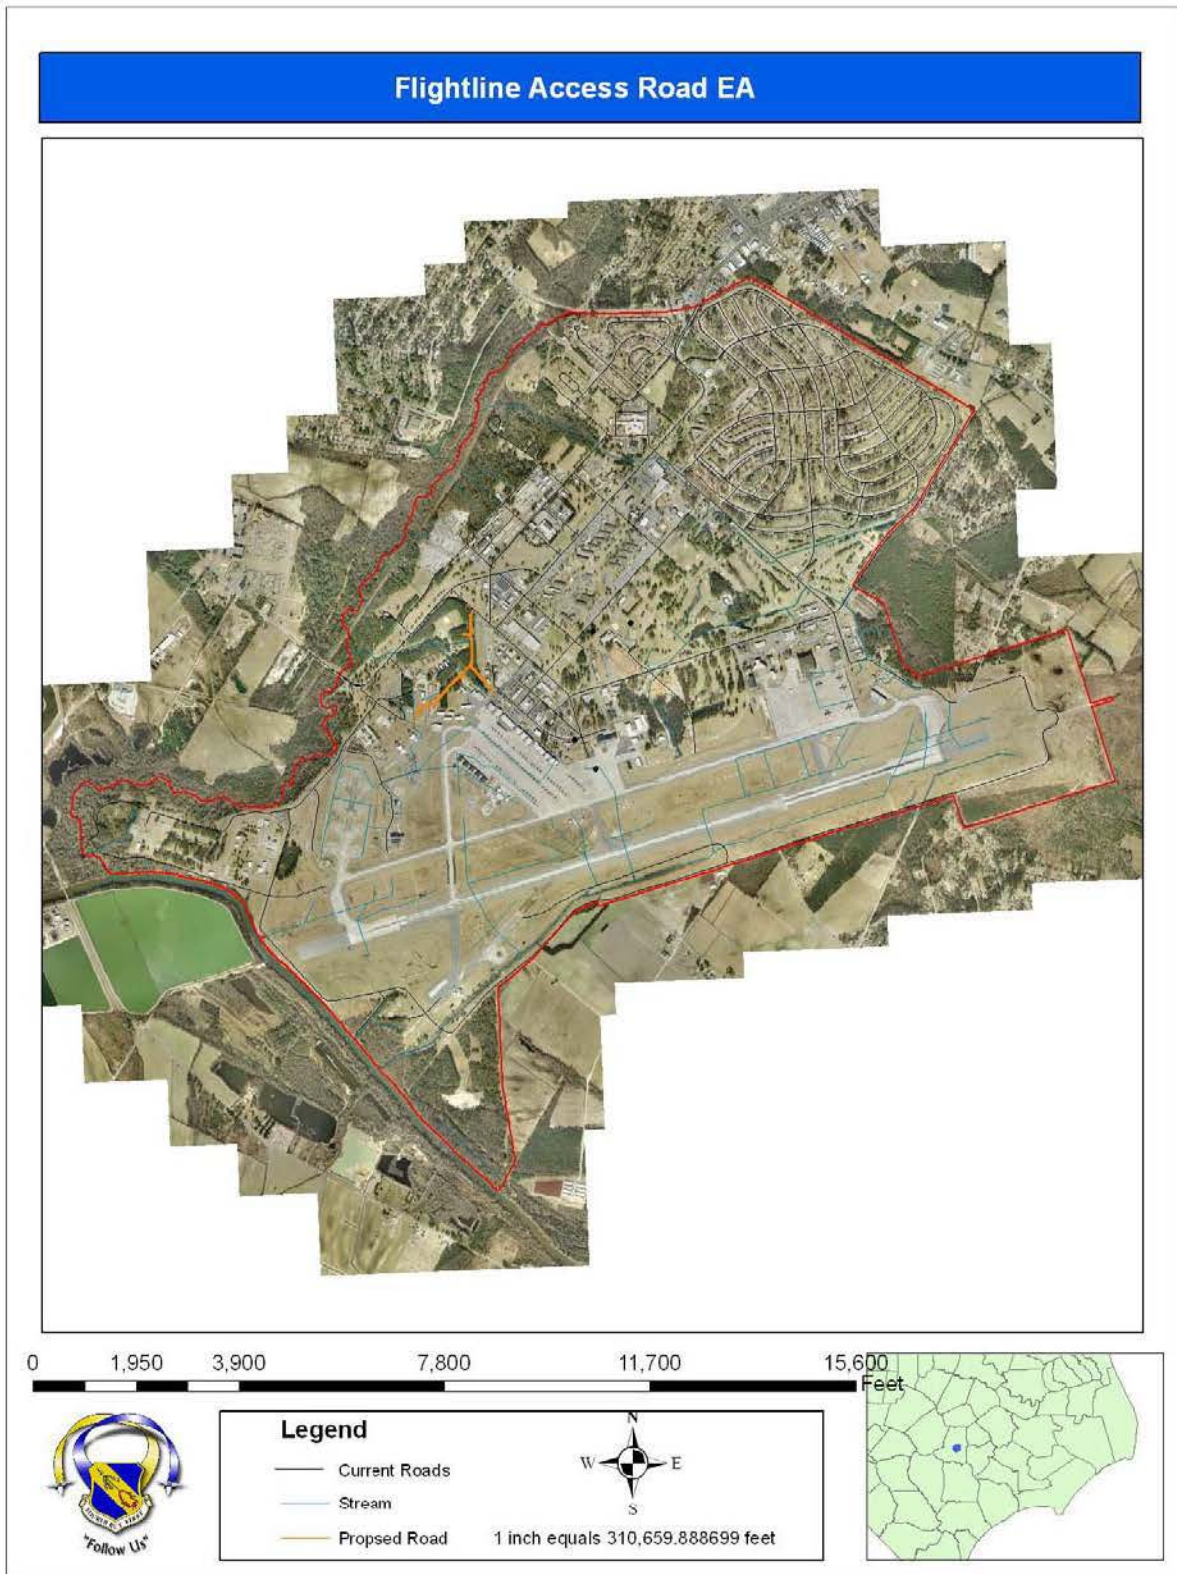 Flightline Access Road EA
0 1,950 3,900 7,800 11,700 15,600
Feet
Legend
Current Roads
Stream
Propsed Road
N
W E
S
1 inch equals 310,659.888699 feet
"Follow Us"